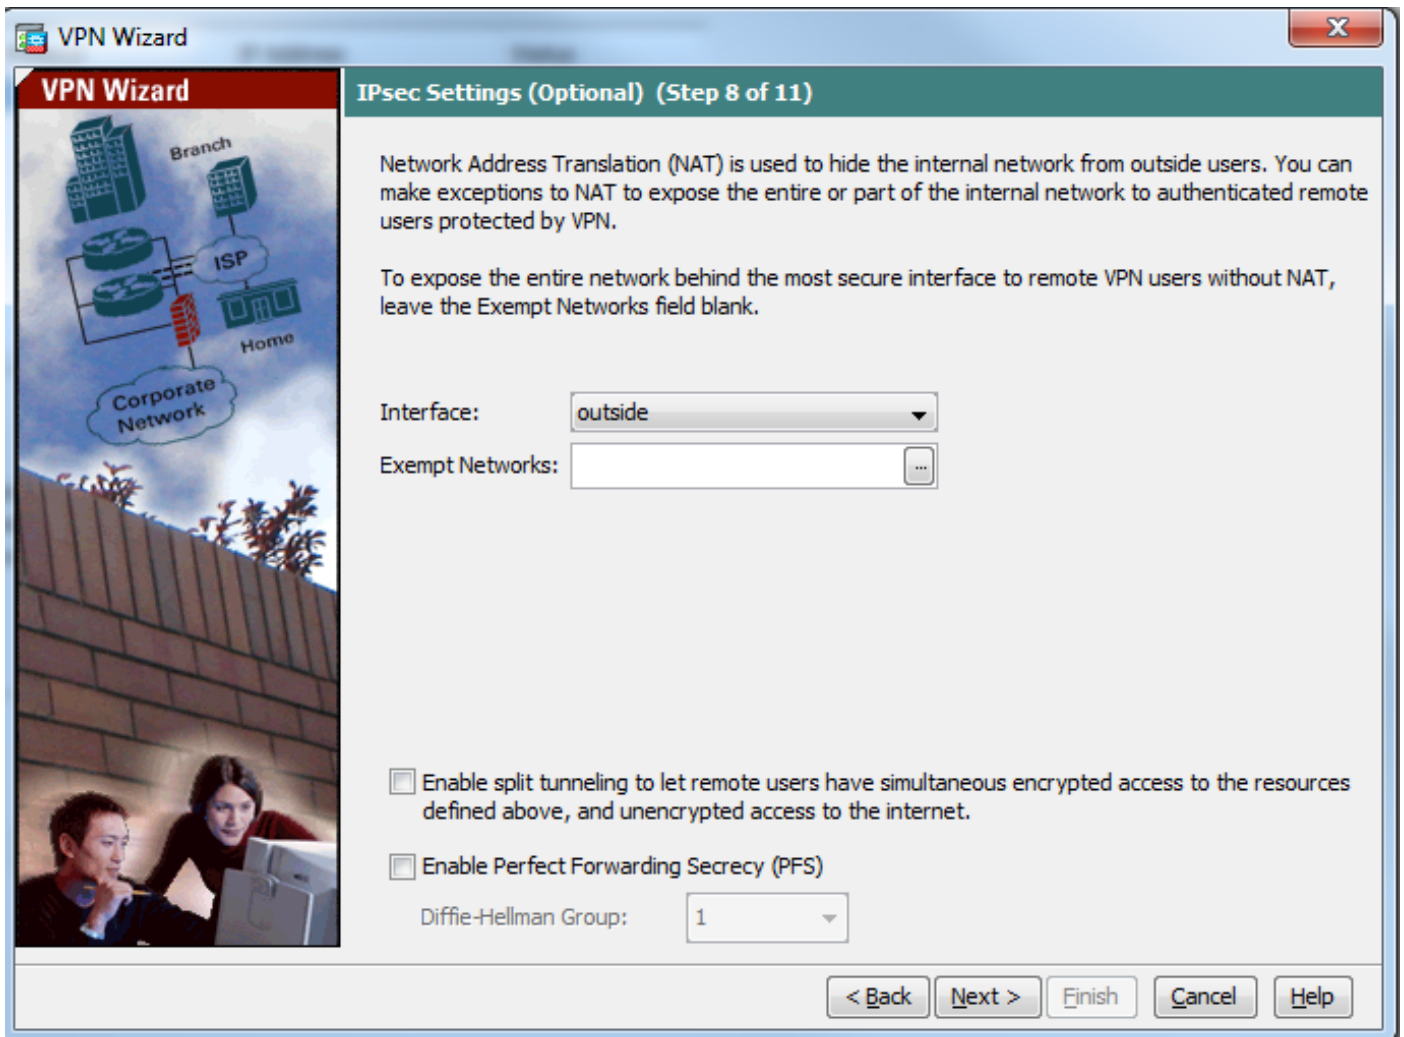 VPN Wizard
VPN Wizard
Branch
ISP
Home
Corporate
Network
IPsec Settings (Optional) (Step 8 of 11)
Network Address Translation (NAT) is used to hide the internal network from outside users. You can
make exceptions to NAT to expose the entire or part of the internal network to authenticated remote
users protected by VPN.
To expose the entire network behind the most secure interface to remote VPN users without NAT,
leave the Exempt Networks field blank.
Interface: outside
Exempt Networks: ...
Enable split tunneling to let remote users have simultaneous encrypted access to the resources
defined above, and unencrypted access to the internet.
Enable Perfect Forwarding Secrecy (PFS)
Diffie-Hellman Group: 1
< Back Next > Finish Cancel Help